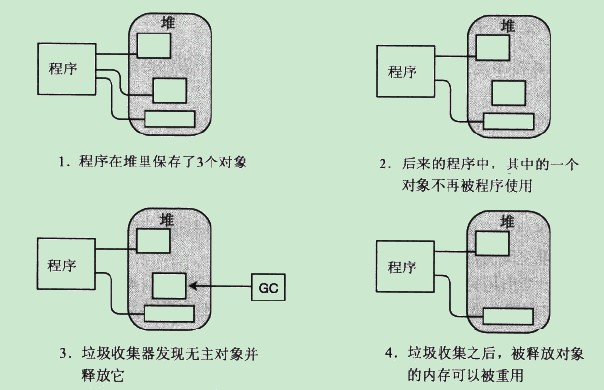 堆
程序
1. 程序在堆里保存了3个对象
堆
程序
2. 后来的程序中，其中的一个
对象不再被程序使用
堆
程序
GC
3. 垃圾收集器发现无主对象并
释放它
堆
程序
4. 垃圾收集之后，被释放对象
的内存可以被重用